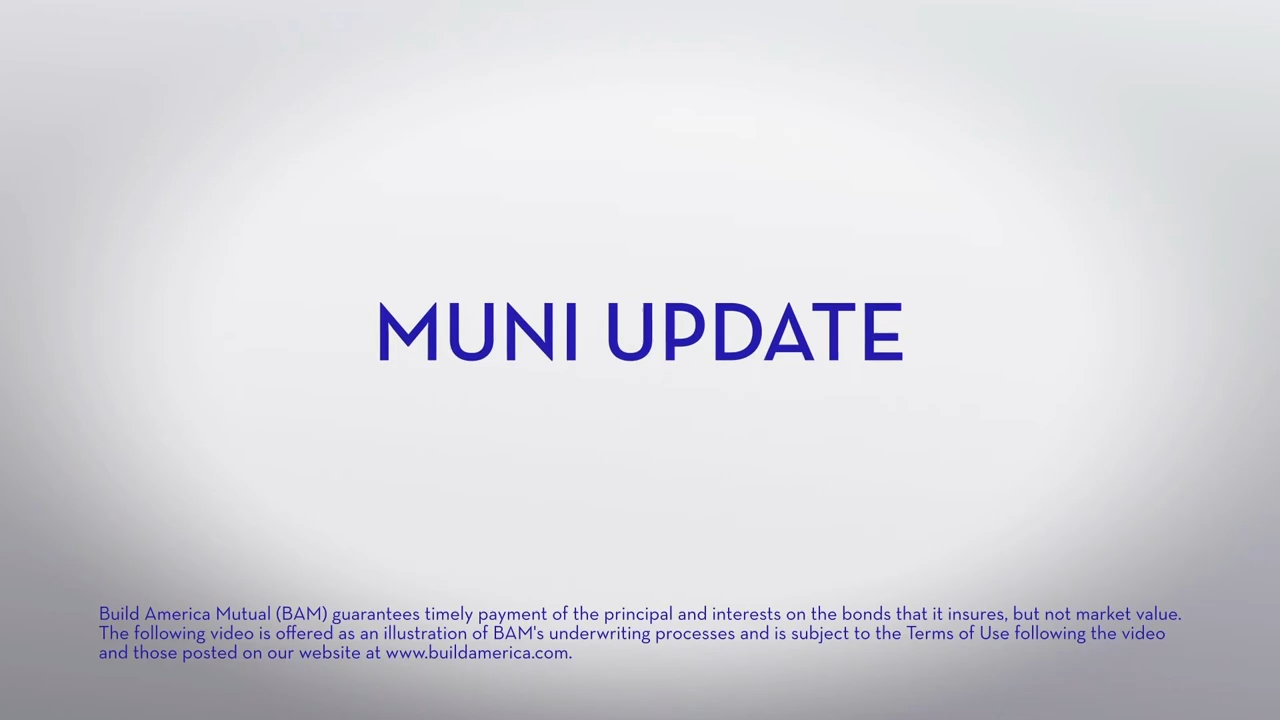 MUNI UPDATE
Build America Mutual (BAM) guarantees timely payment of the principal and interests on the bonds that it insures, but not market value.
The following video is offered as an illustration of BAM's underwriting processes and is subject to the Terms of Use following the video
and those posted on our website at www.buildamerica.com.